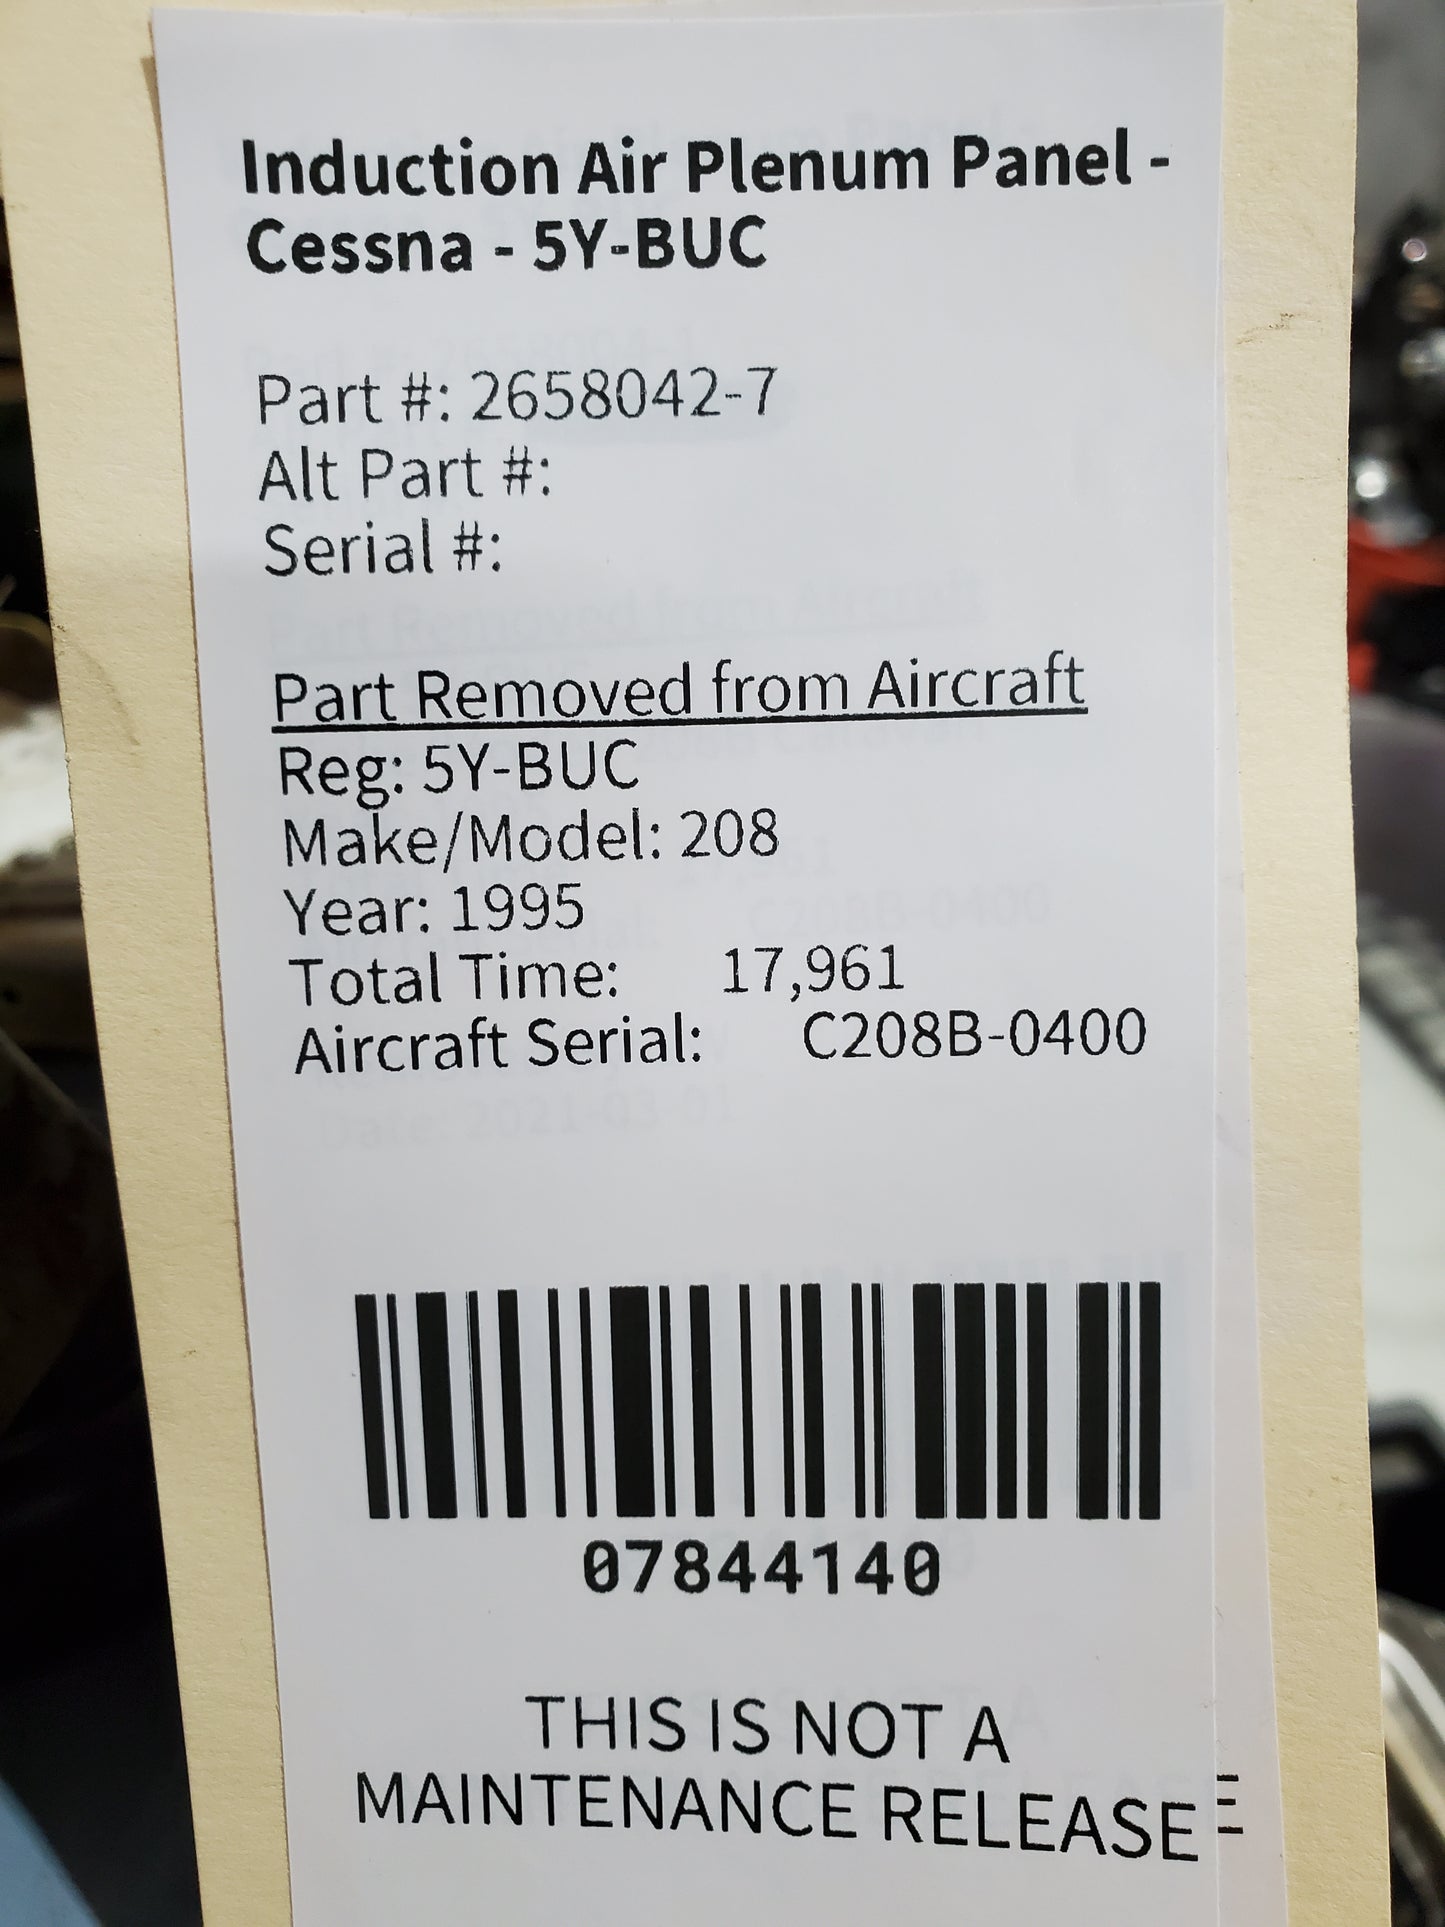 Induction Air Plenum Panel -
Cessna - 5Y-BUC
Part #: 2658042-7
Alt Part #:
Serial #:
Part Removed from Aircraft
Reg: 5Y-BUC
Make/Model: 208
Year: 1995
Total Time: 17,961
Aircraft Serial: C208B-0400
07844140
THIS IS NOT A
MAINTENANCE RELEASE